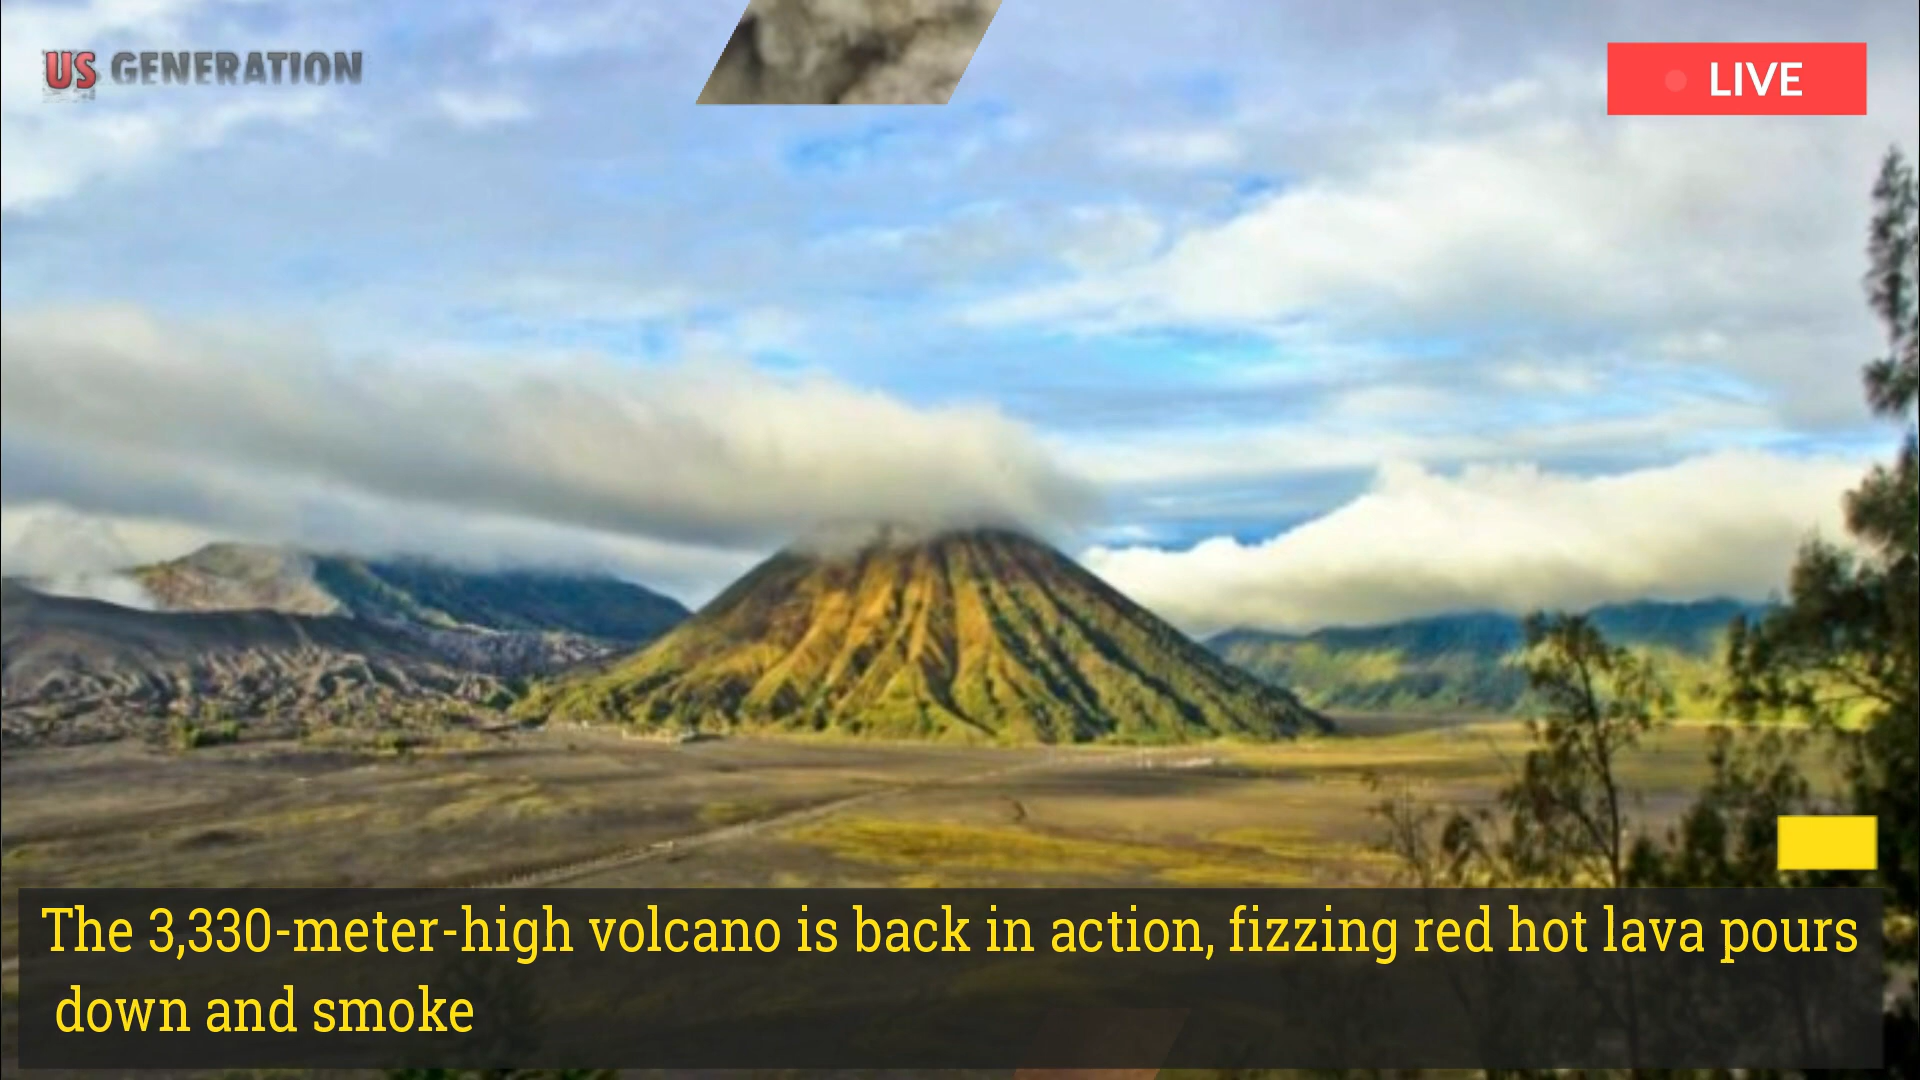 US GENERATION
LIVE
The 3,330-meter-high volcano is back in action, fizzing red hot lava pours
down and smoke